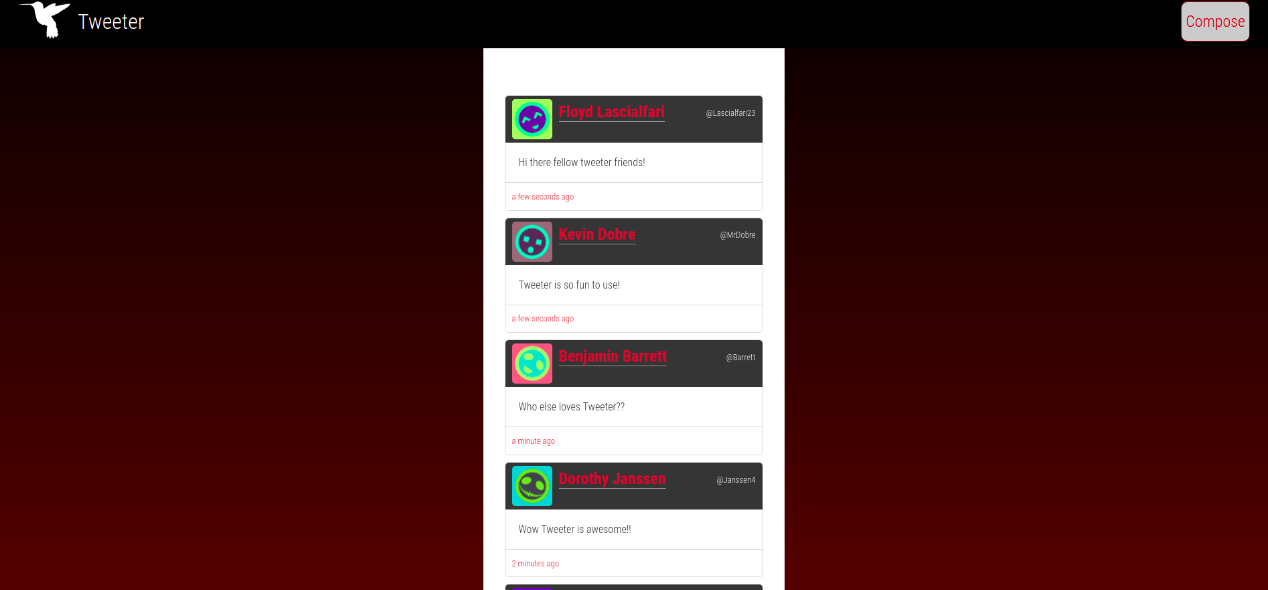 Tweeter
Compose
Floyd Lascialfari
@Lascialfari23
Hi there fellow tweeter friends!
a few seconds ago
Kevin Dobre
@MrDobre
Tweeter is so fun to use!
a few seconds ago
Benjamin Barrett
@Barrett
Who else loves Tweeter??
a minute ago
Dorothy Janssen
@Janssen4
Wow Tweeter is awesome!!
2 minutes ago